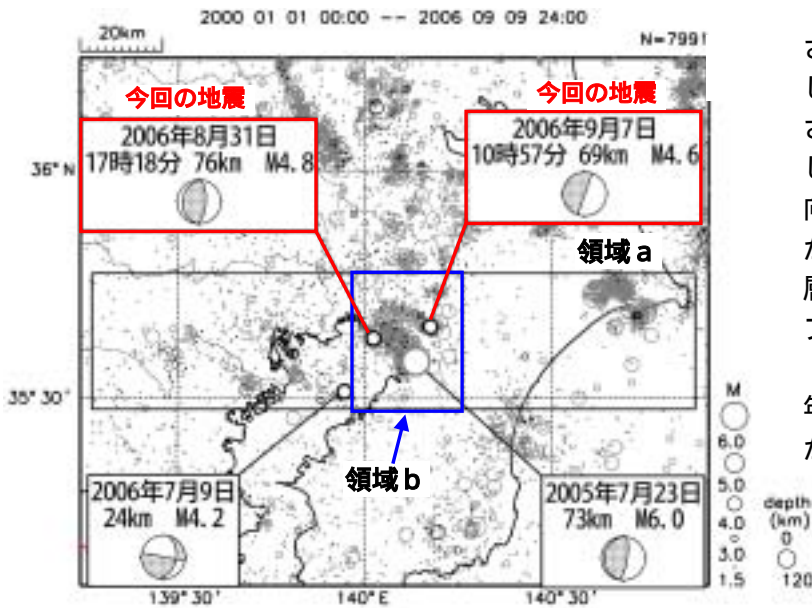 2000 01 01 00:00 -- 2006 09 09 24:00
20km
N=7991
今回の地震
2006年8月31日
17時18分 76km M4.8
今回の地震
2006年9月7日
10時57分 69km M4.6
36°N
領域a
35°30'
領域b
2006年7月9日
24km M4.2
2005年7月23日
73km M6.0
139°30'
140°E
140°30'
M
6.0
5.0
4.0
3.0
1.5
depth
(km)
0
120